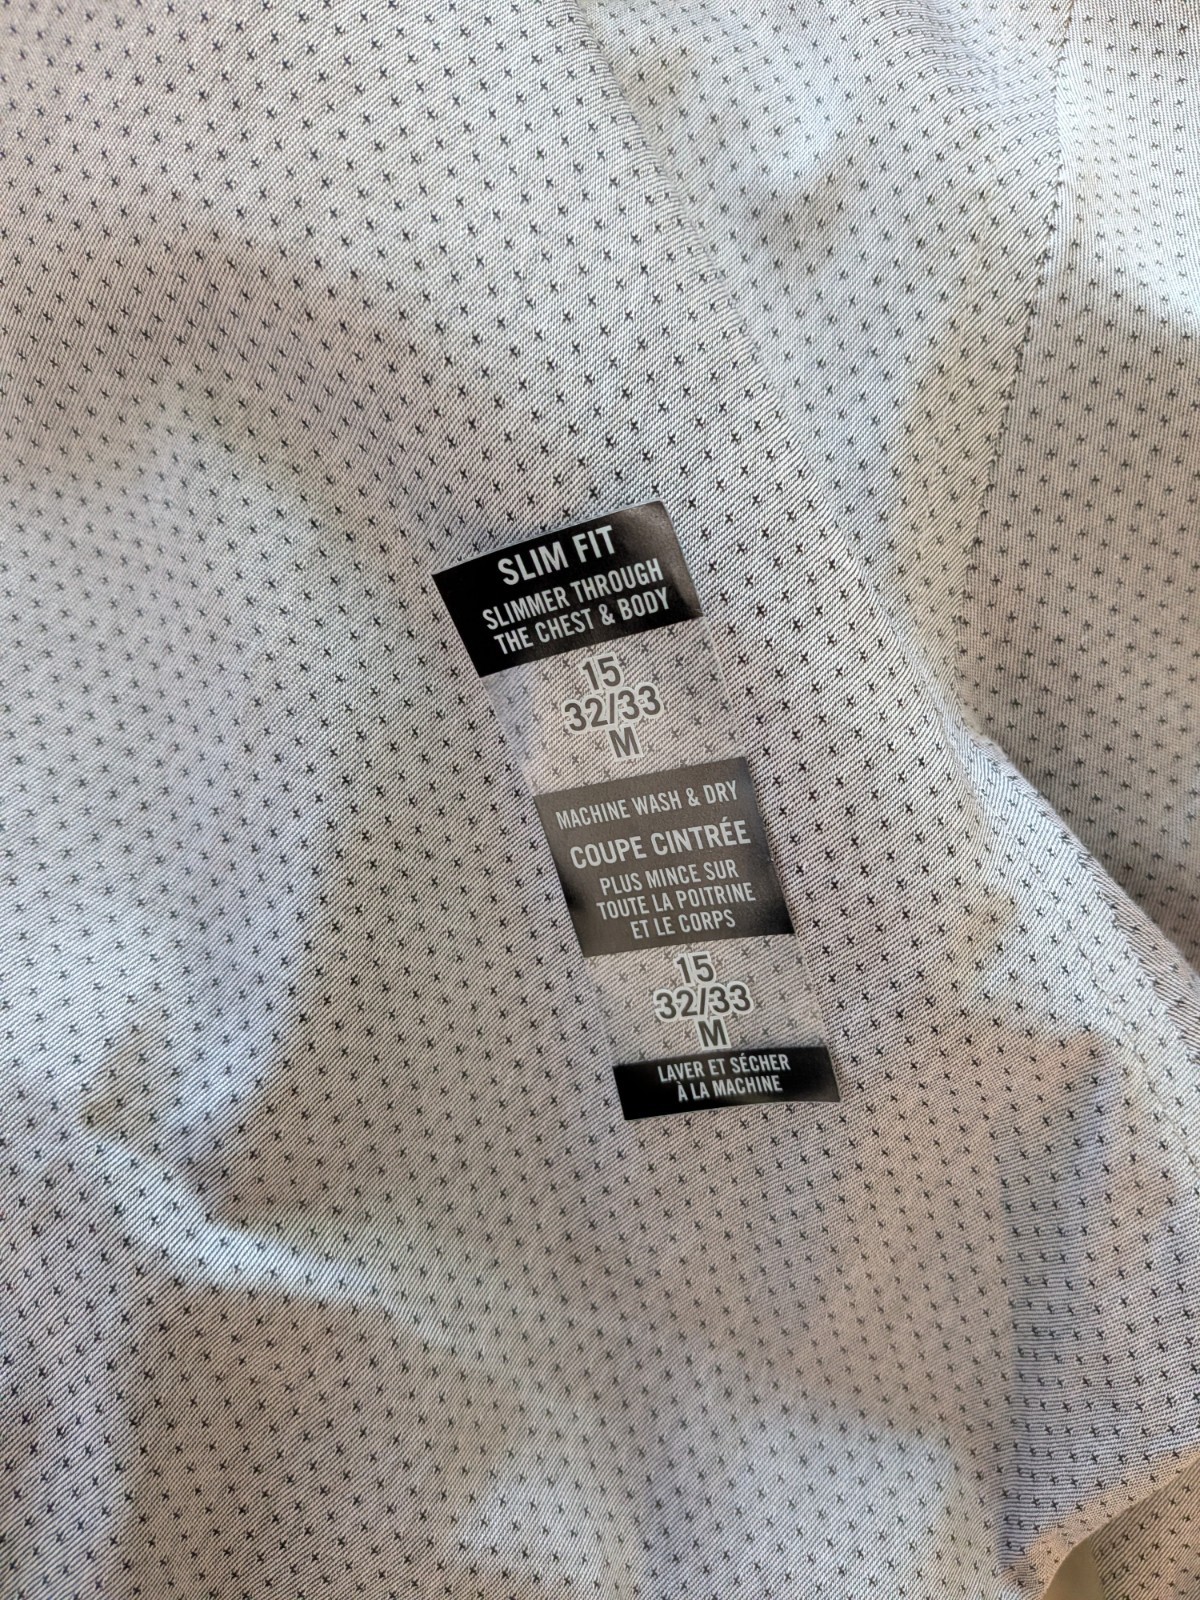 SLIM FIT
SLIMMER THROUGH
THE CHEST & BODY
15
32/33
M
MACHINE WASH & DRY
COUPE CINTRÉE
PLUS MINCE SUR
TOUTE LA POITRINE
ET LE CORPS
15
32/33
M
LAVER ET SÉCHER
À LA MACHINE